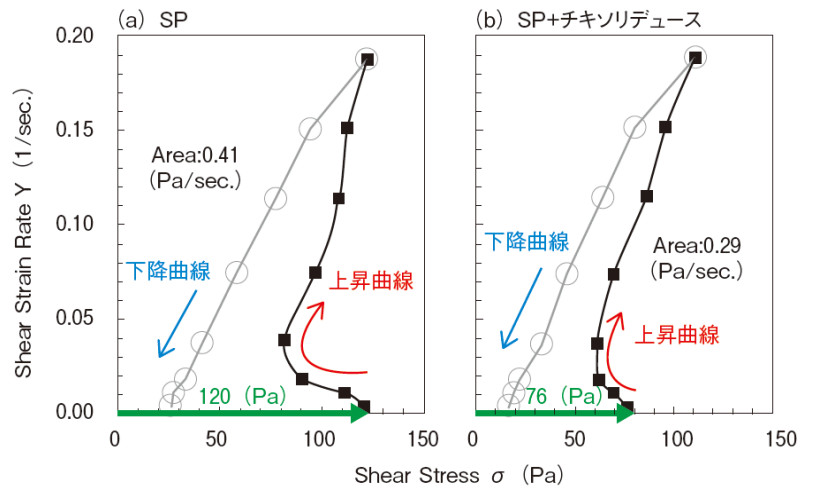 (a) SP
(b) SP+チキソリデュース
Shear Strain Rate Y (1/sec.)
0.20
0.15
0.10
0.05
0.00
Area:0.41
(Pa/sec.)
下降曲線
上昇曲線
120 (Pa)
0
50
100
150
下降曲線
Area:0.29
(Pa/sec.)
上昇曲線
76 (Pa)
0
50
100
150
Shear Stress σ (Pa)